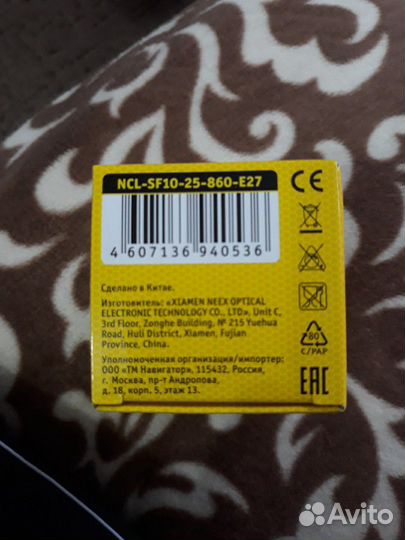 NCL-SF10-25-860-E27
CE
4 607136 940536
Сделано в Китае.
Изготовитель: «XIAMEN NEEX OPTICAL
ELECTRONIC TECHNOLOGY CO., LTD», Unit C,
3rd Floor, Zonghe Building, № 215 Yuehua
Road, Huli District, Xiamen, Fujian
Province, China.
Уполномоченная организация/импортер:
ООО «ТМ Навигатор», 115432, Россия,
г. Москва, пр-т Андропова,
д. 18, корп. 5, этаж 13.
80
C/PAP
EAC
Avito